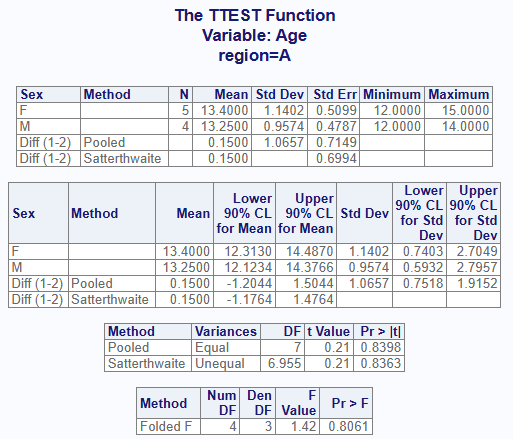 The TTEST Function
Variable: Age
region=A
Sex Method N Mean Std Dev Std Err Minimum Maximum
F 5 13.4000 1.1402 0.5099 12.0000 15.0000
M 4 13.2500 0.9574 0.4787 12.0000 14.0000
Diff (1-2) Pooled 0.1500 1.0657 0.7149
Diff (1-2) Satterthwaite 0.1500 0.6994
Sex Method Mean Lower 90% CL for Mean Upper 90% CL for Mean Std Dev Lower 90% CL for Std Dev Upper 90% CL for Std Dev
F 13.4000 12.3130 14.4870 1.1402 0.7403 2.7049
M 13.2500 12.1234 14.3766 0.9574 0.5932 2.7957
Diff (1-2) Pooled 0.1500 -1.2044 1.5044 1.0657 0.7518 1.9152
Diff (1-2) Satterthwaite 0.1500 -1.1764 1.4764
Method Variances DF t Value Pr > |t|
Pooled Equal 7 0.21 0.8398
Satterthwaite Unequal 6.955 0.21 0.8363
Method Num DF Den DF F Value Pr > F
Folded F 4 3 1.42 0.8061